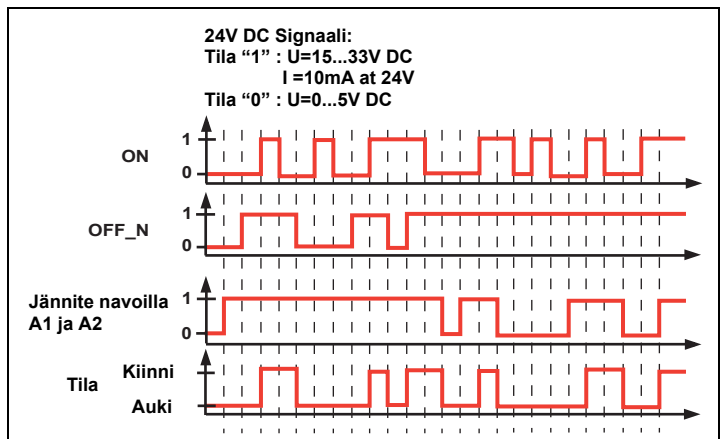 24V DC Signaali:
Tila “1” : U=15...33V DC
I =10mA at 24V
Tila “0” : U=0...5V DC
1
ON
0
1
OFF_N
0
Jännite navoilla
1
A1 ja A2
0
Kiinni
Tila
Auki